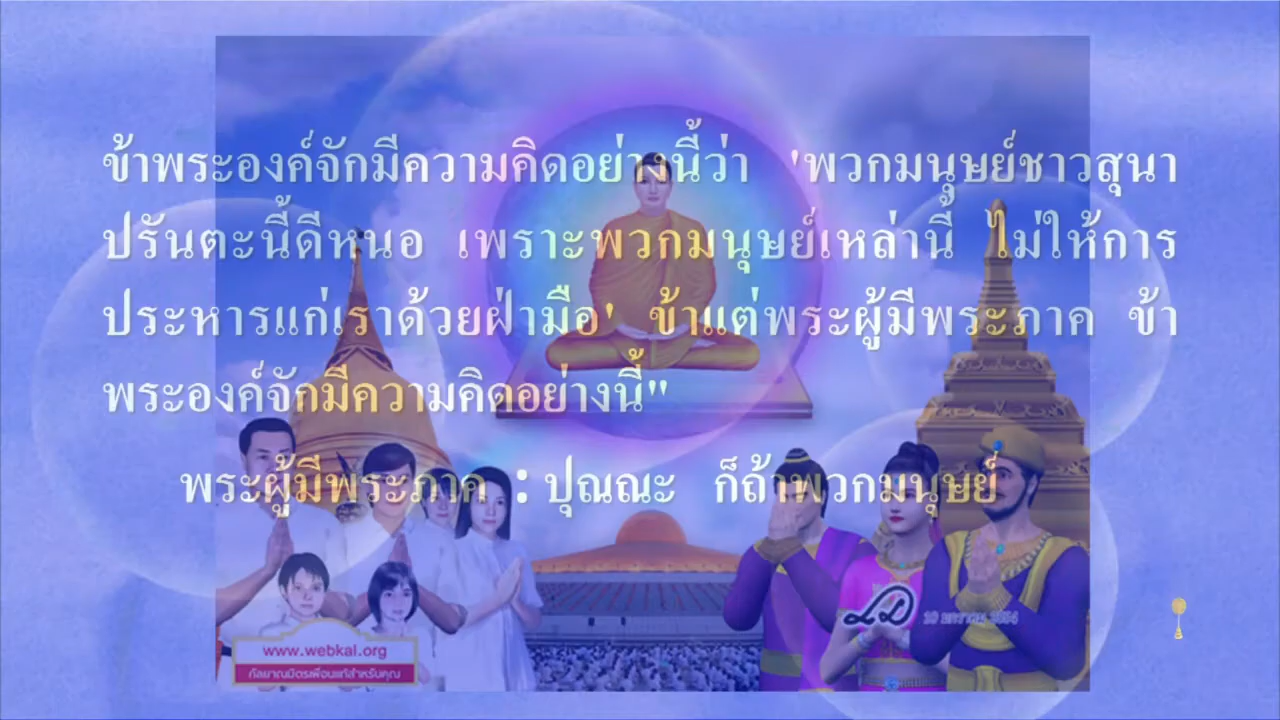 ข้าพระองค์จักมีความคิดอย่างนี้ว่า 'พวกมนุษย์ชาวสุนา
ปรันตะนี้ดีหนอ เพราะพวกมนุษย์เหล่านี้ ไม่ให้การ
ประหารแก่เราด้วยฝ่ามือ' ข้าแต่พระผู้มีพระภาค ข้า
พระองค์จักมีความคิดอย่างนี้"
พระผู้มีพระภาค : ปุณณะ ก็ถ้าพวกมนุษย์
www.webkal.org
กัลยาณมิตรเพื่อนแท้สำหรับคุณ